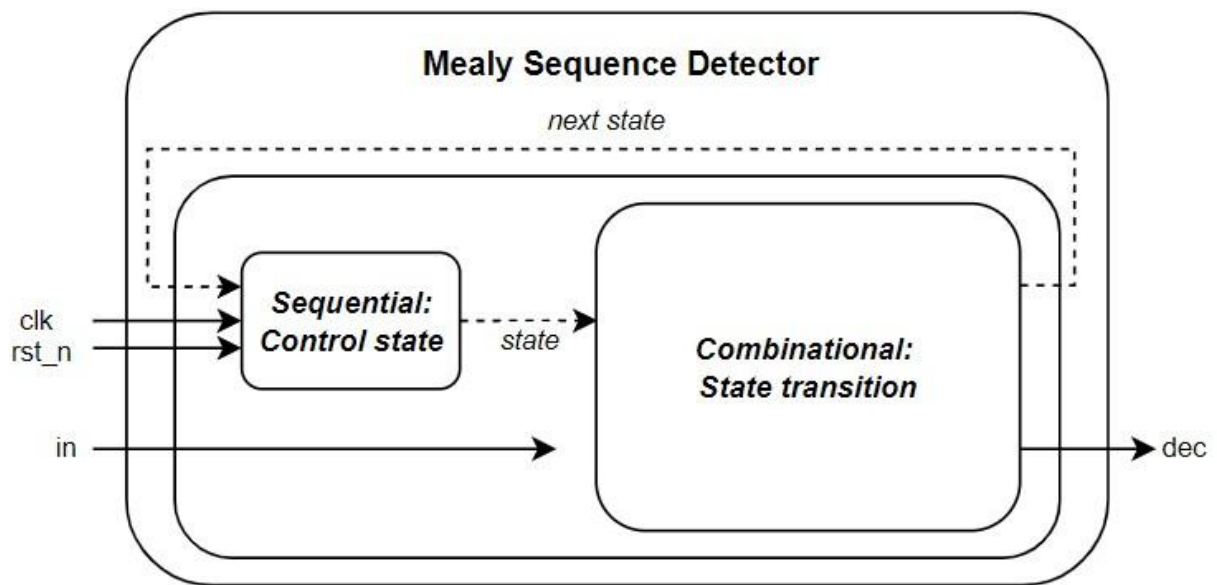 Mealy Sequence Detector
next state
Sequential:
Control state
clk
rst_n
state
Combinational:
State transition
in
dec